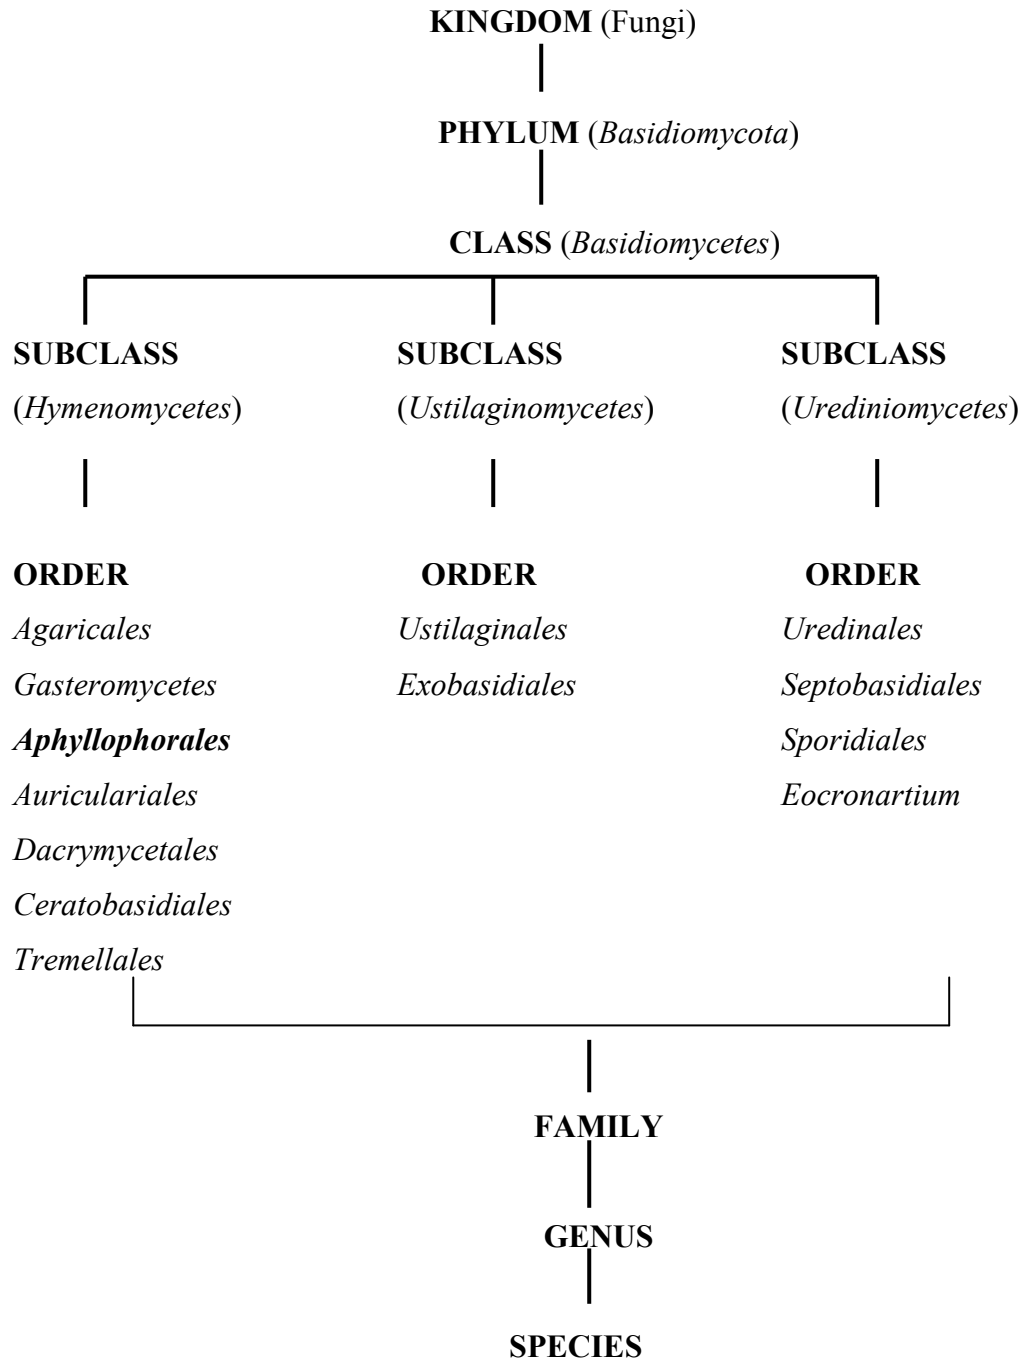 KINGDOM (Fungi)
PHYLUM (Basidiomycota)
CLASS (Basidiomycetes)
SUBCLASS
(Hymenomycetes)
SUBCLASS
(Ustilaginomycetes)
SUBCLASS
(Urediniomycetes)
ORDER
Agaricales
Gasteromycetes
Aphyllophorales
Auriculariales
Dacrymycetales
Ceratobasidiales
Tremellales
ORDER
Ustilaginales
Exobasidiales
ORDER
Uredinales
Septobasidiales
Sporidiales
Eocronartium
FAMILY
GENUS
SPECIES